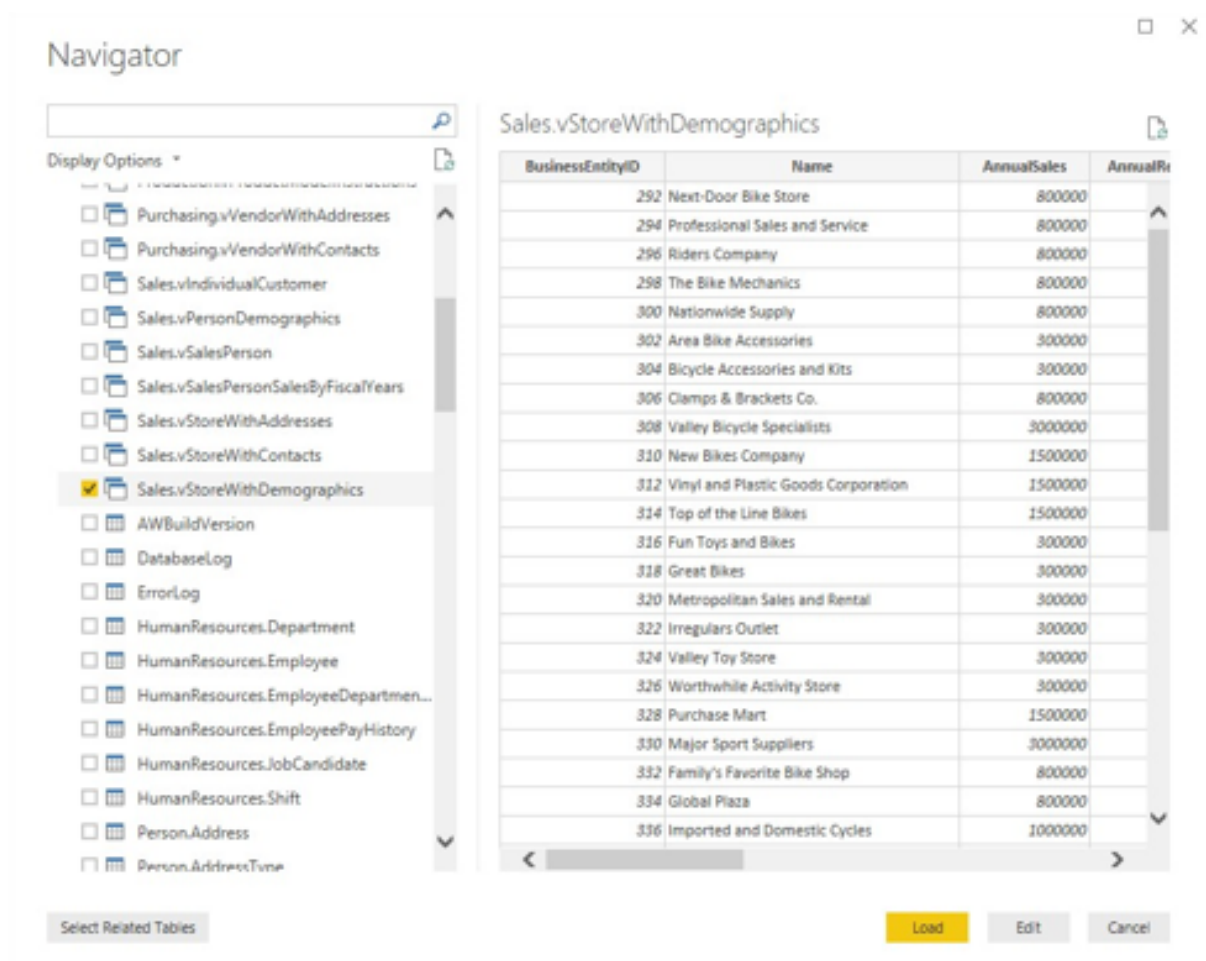 Navigator
Display Options
Purchasing.vVendorWithAddresses
Purchasing.vVendorWithContacts
Sales.vIndividualCustomer
Sales.vPersonDemographics
Sales.vSalesPerson
Sales.vSalesPersonSalesByFiscalYears
Sales.vStoreWithAddresses
Sales.vStoreWithContacts
Sales.vStoreWithDemographics
AWBuildVersion
DatabaseLog
ErrorLog
HumanResources.Department
HumanResources.Employee
HumanResources.EmployeeDepartmen...
HumanResources.EmployeePayHistory
HumanResources.JobCandidate
HumanResources.Shift
Person.Address
Person.AddressType
Select Related Tables
Sales.vStoreWithDemographics
BusinessEntityID Name AnnualSales AnnualRe
292 Next-Door Bike Store 800000
294 Professional Sales and Service 800000
296 Riders Company 800000
298 The Bike Mechanics 800000
300 Nationwide Supply 800000
302 Area Bike Accessories 300000
304 Bicycle Accessories and Kits 300000
306 Clamps & Brackets Co. 800000
308 Valley Bicycle Specialists 3000000
310 New Bikes Company 1500000
312 Vinyl and Plastic Goods Corporation 1500000
314 Top of the Line Bikes 1500000
316 Fun Toys and Bikes 300000
318 Great Bikes 300000
320 Metropolitan Sales and Rental 300000
322 Irregulars Outlet 300000
324 Valley Toy Store 300000
326 Worthwhile Activity Store 300000
328 Purchase Mart 1500000
330 Major Sport Suppliers 3000000
332 Family's Favorite Bike Shop 800000
334 Global Plaza 800000
336 Imported and Domestic Cycles 1000000
Load Edit Cancel